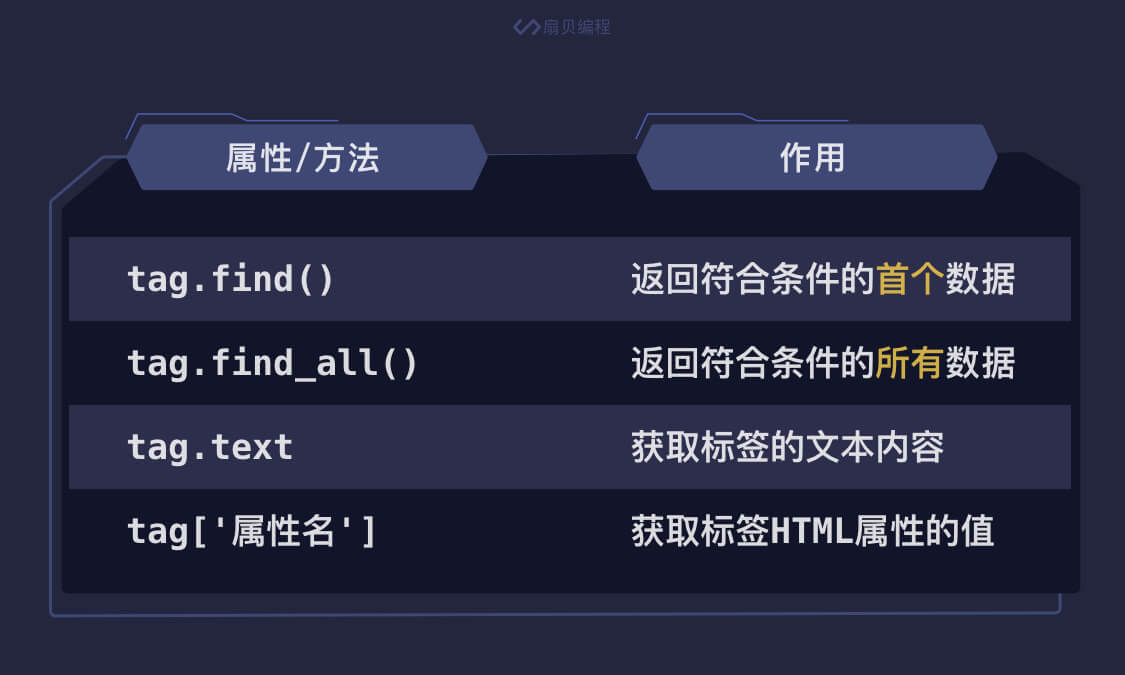 扇贝编程
属性/方法 作用
tag.find() 返回符合条件的首个数据
tag.find_all() 返回符合条件的所有数据
tag.text 获取标签的文本内容
tag['属性名'] 获取标签HTML属性的值